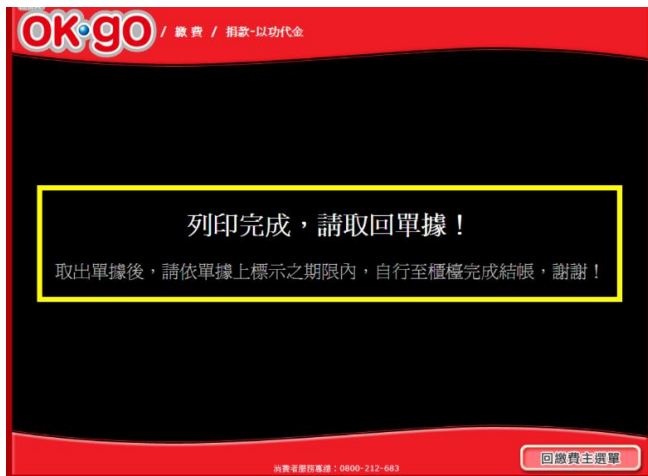 OK·go / 繳費 / 捐款-以功代金
列印完成，請取回單據！
取出單據後，請依單據上標示之期限內，自行至櫃檯完成結帳，謝謝！
消費者服務專線：0800-212-683
回繳費主選單